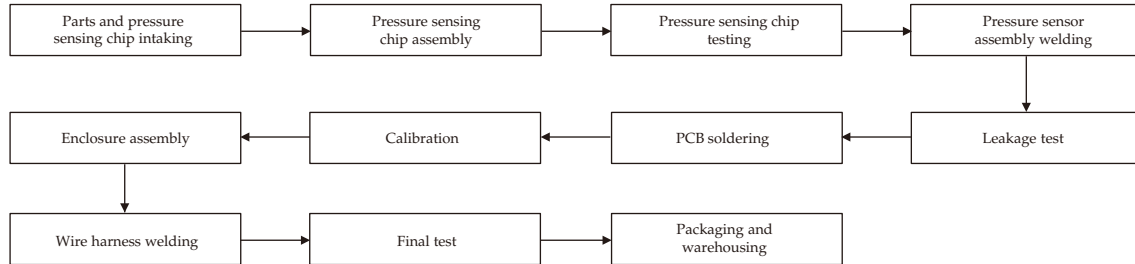 Parts and pressure
sensing chip intaking
Pressure sensing
chip assembly
Pressure sensing chip
testing
Pressure sensor
assembly welding
Leakage test
PCB soldering
Calibration
Enclosure assembly
Wire harness welding
Final test
Packaging and
warehousing